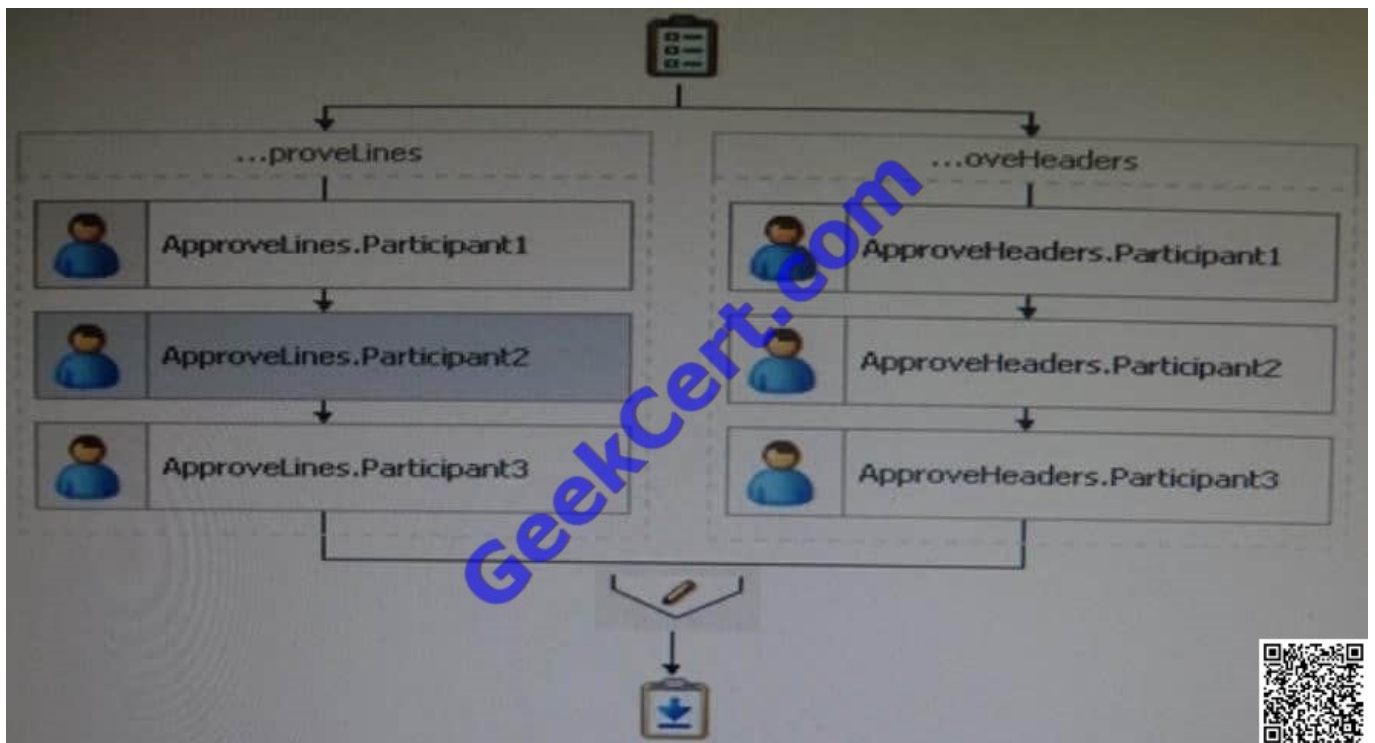 ...proveLines
ApproveLines.Participant1
ApproveLines.Participant2
ApproveLines.Participant3
...oveHeaders
ApproveHeaders.Participant1
ApproveHeaders.Participant2
ApproveHeaders.Participant3
GeekCert.com